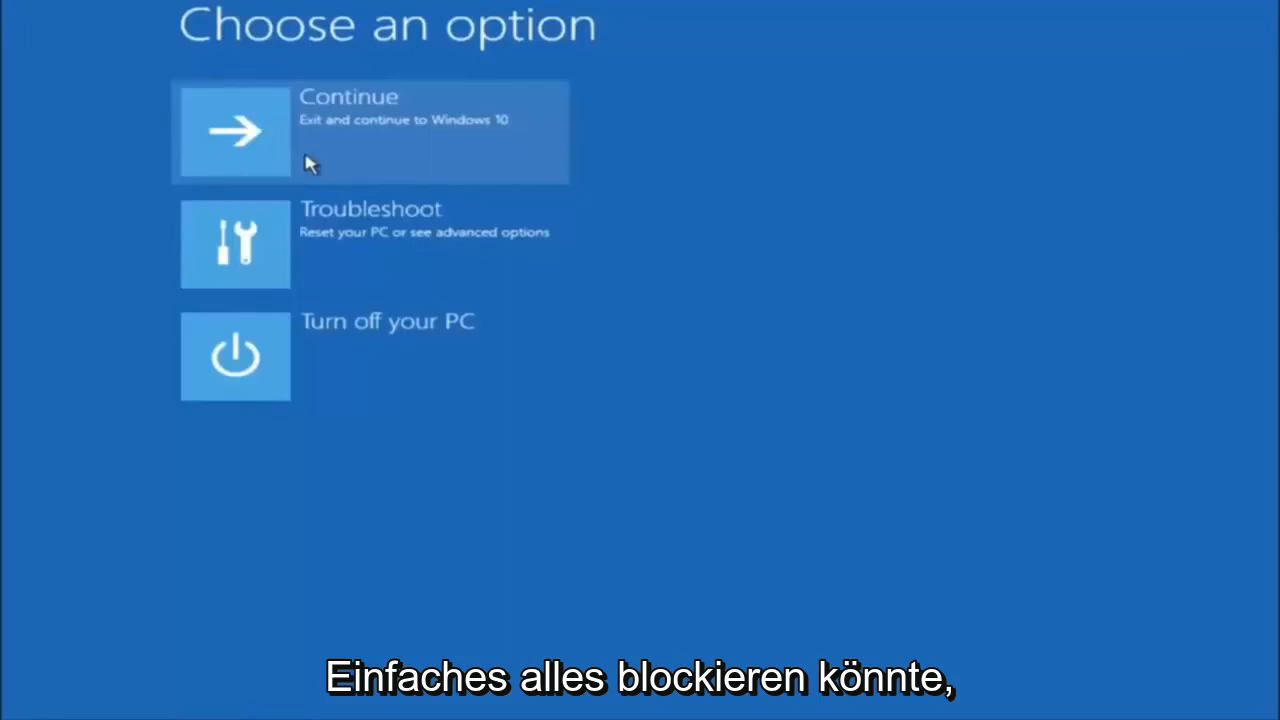 Choose an option
Continue
Exit and continue to Windows 10
Troubleshoot
Reset your PC or see advanced options
Turn off your PC
Einfaches alles blockieren könnte,